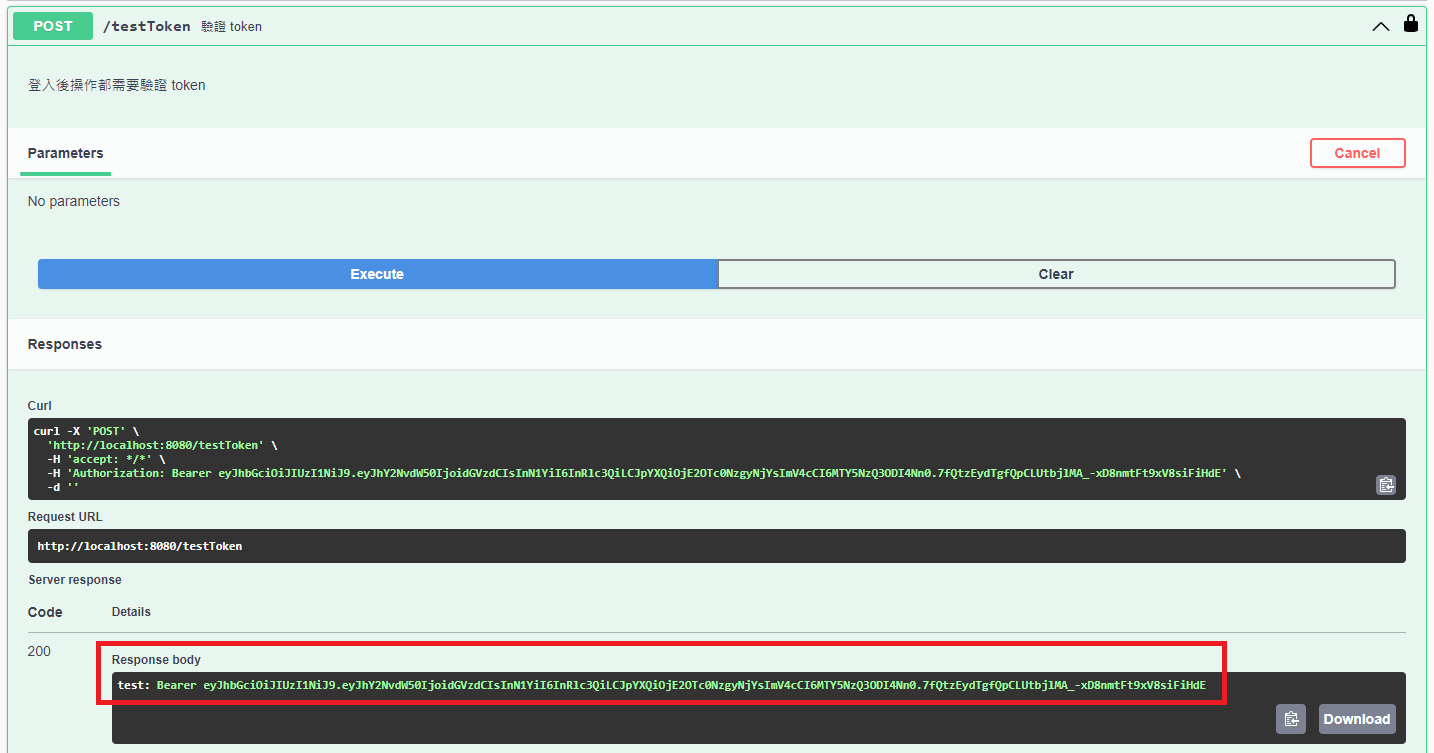 POST /testToken 驗證 token
登入後操作都需要驗證 token
Parameters
Cancel
No parameters
Execute
Clear
Responses
Curl
curl -X 'POST' \
'http://localhost:8080/testToken' \
-H 'accept: */*' \
-H 'Authorization: Bearer eyJhbGciOiJIUzI1NiJ9.eyJhY2NvdW50IjoidGVzdCIsInN1YiI6InRlc3QiLCJpYXQiOjE2OTc0NzgyNjYsImV4cCI6MTY5NzQ3ODI4Nn0.7fQtzEydTgfQpCLUtbjlMA_-xD8nmtFt9xV8siFiHdE' \
-d ''
Request URL
http://localhost:8080/testToken
Server response
Code
Details
200
Response body
test: Bearer eyJhbGciOiJIUzI1NiJ9.eyJhY2NvdW50IjoidGVzdCIsInN1YiI6InRlc3QiLCJpYXQiOjE2OTc0NzgyNjYsImV4cCI6MTY5NzQ3ODI4Nn0.7fQtzEydTgfQpCLUtbjlMA_-xD8nmtFt9xV8siFiHdE
Download